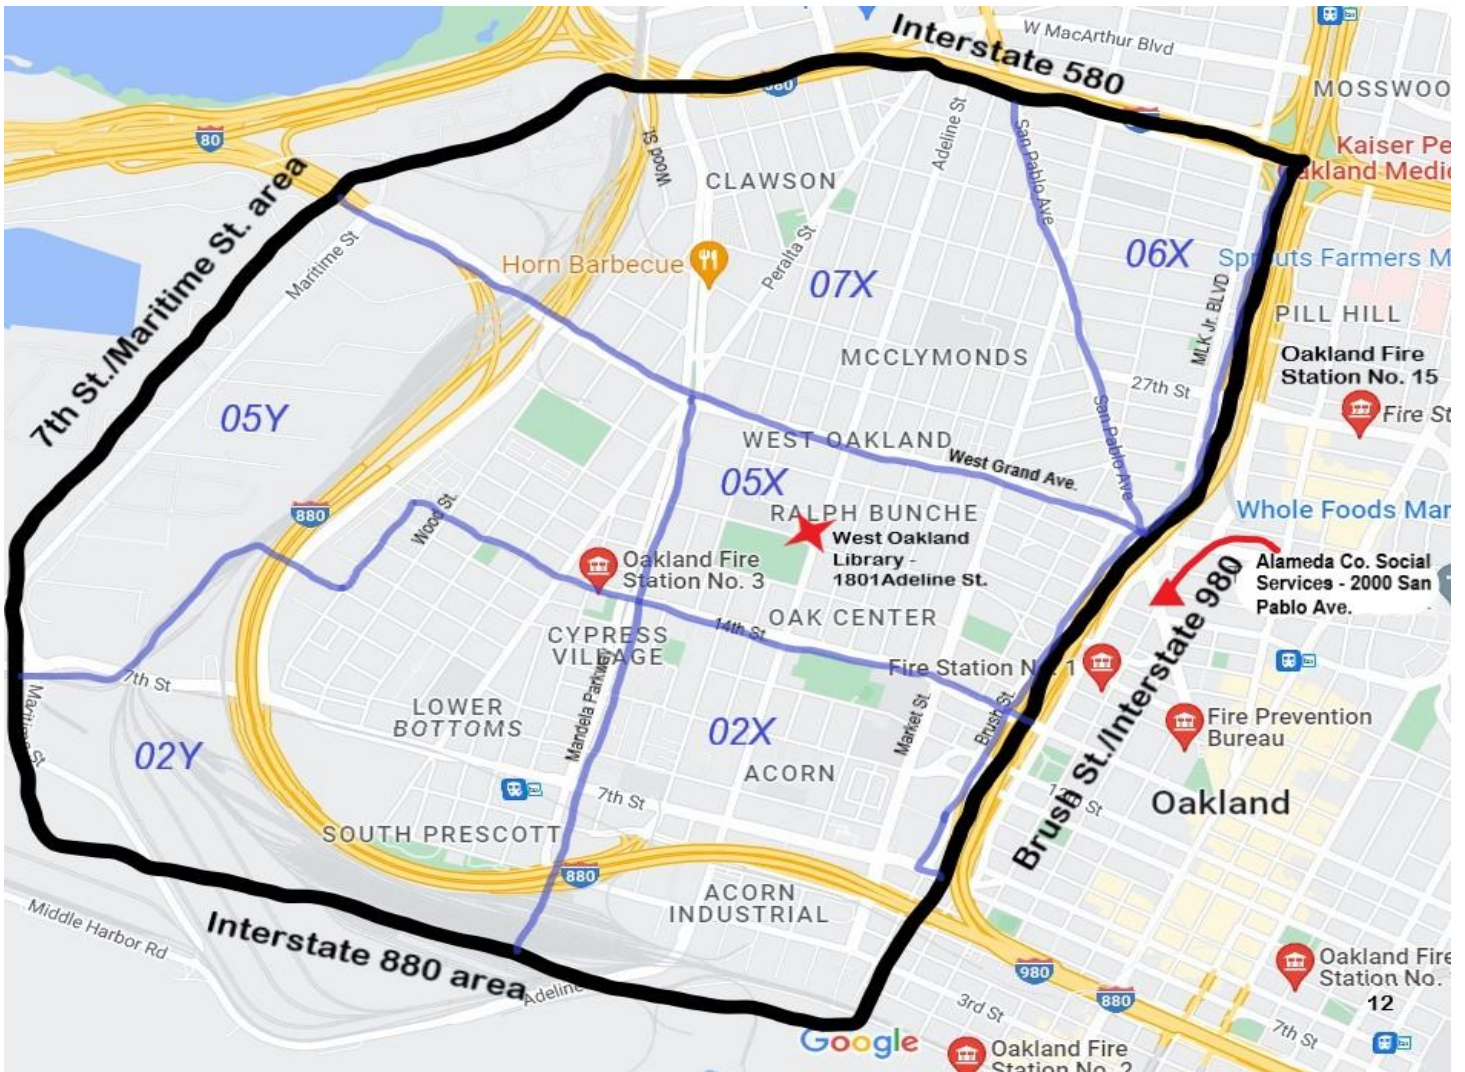 Interstate 580
W MacArthur Blvd
MOSSWOO
80
580
Kaiser Pe
akland Medic
Wood St
Adeline St
San Pablo Ave
CLAWSON
7th St./Maritime St. area
Maritime St
Peralta St
Horn Barbecue
07X
06X
Sprouts Farmers M
MLK Jr. BLVD
PILL HILL
Oakland Fire
Station No. 15
MCCLYMONDS
27th St
Fire St
05Y
San Pablo Ave
WEST OAKLAND
West Grand Ave.
05X
880
Wood St.
RALPH BUNCHE
Whole Foods Mar
West Oakland
Library -
1801Adeline St.
Oakland Fire
Station No. 3
Alameda Co. Social
Services - 2000 San
Pablo Ave.
14th St
OAK CENTER
CYPRESS
VILLAGE
Fire Station No. 1
7th St
Maritime St
Mandela Parkway
LOWER
BOTTOMS
Market St.
Brush St.
Brush St./Interstate 980
Fire Prevention
Bureau
02Y
02X
ACORN
7th St
12th St
Oakland
SOUTH PRESCOTT
880
ACORN
INDUSTRIAL
Middle Harbor Rd
Interstate 880 area
Adeline
980
880
3rd St
Oakland Fire
Station No.
12
7th St
Google
Oakland Fire
Station No. 2